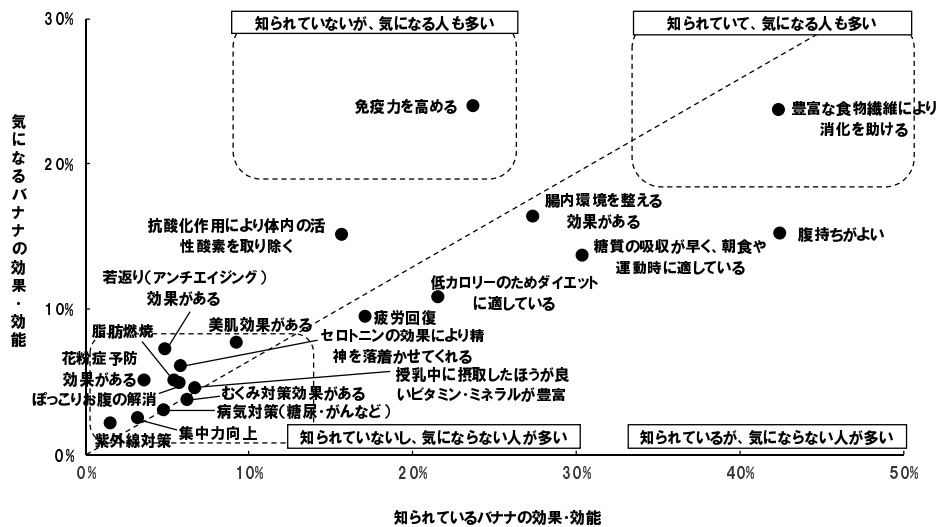 知られていないが、気になる人も多い
知られていて、気になる人も多い
30%
20%
10%
0%
気になるバナナの効果・効能
免疫力を高める
豊富な食物繊維により
消化を助ける
腸内環境を整える
効果がある
腹持ちがよい
抗酸化作用により体内の活
性酸素を取り除く
糖質の吸収が早く、朝食や
運動時に適している
若返り(アンチエイジング)
効果がある
低カロリーのためダイエット
に適している
脂肪燃焼
美肌効果がある
疲労回復
セロトニンの効果により精
神を落着かせてくれる
花粉症予防
効果がある
授乳中に摂取したほうが良
いビタミン・ミネラルが豊富
ぽっこりお腹の解消
むくみ対策効果がある
病気対策(糖尿・がんなど)
紫外線対策
集中力向上
知られていないし、気にならない人が多い
知られているが、気にならない人が多い
0%
10%
20%
30%
40%
50%
知られているバナナの効果・効能